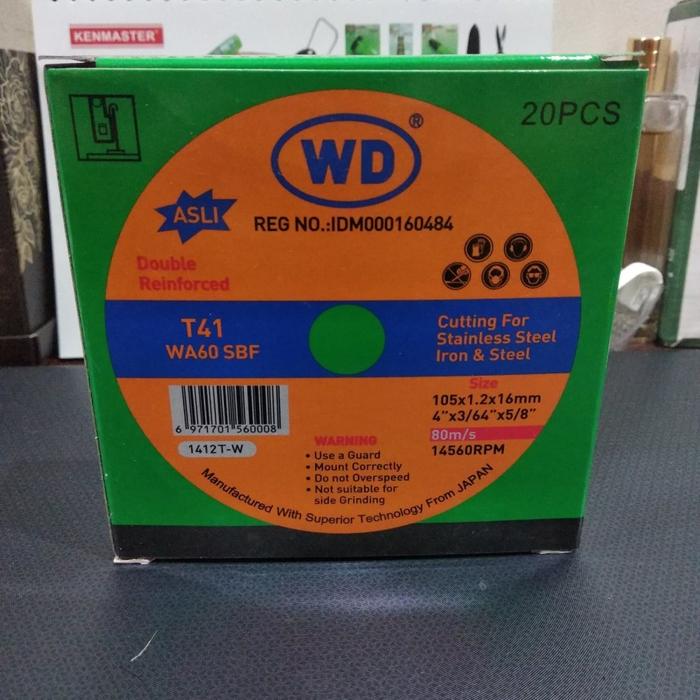 KENMASTER
20PCS
WD®
ASLI
REG NO.:IDM000160484
Double
Reinforced
T41
WA60 SBF
Cutting For
Stainless Steel
Iron & Steel
Size
105x1.2x16mm
4"x3/64"x5/8"
80m/s
14560RPM
6 971701 560008
1412T-W
WARNING
• Use a Guard
• Mount Correctly
• Do not Overspeed
• Not suitable for
side Grinding
Manufactured With Superior Technology From JAPAN